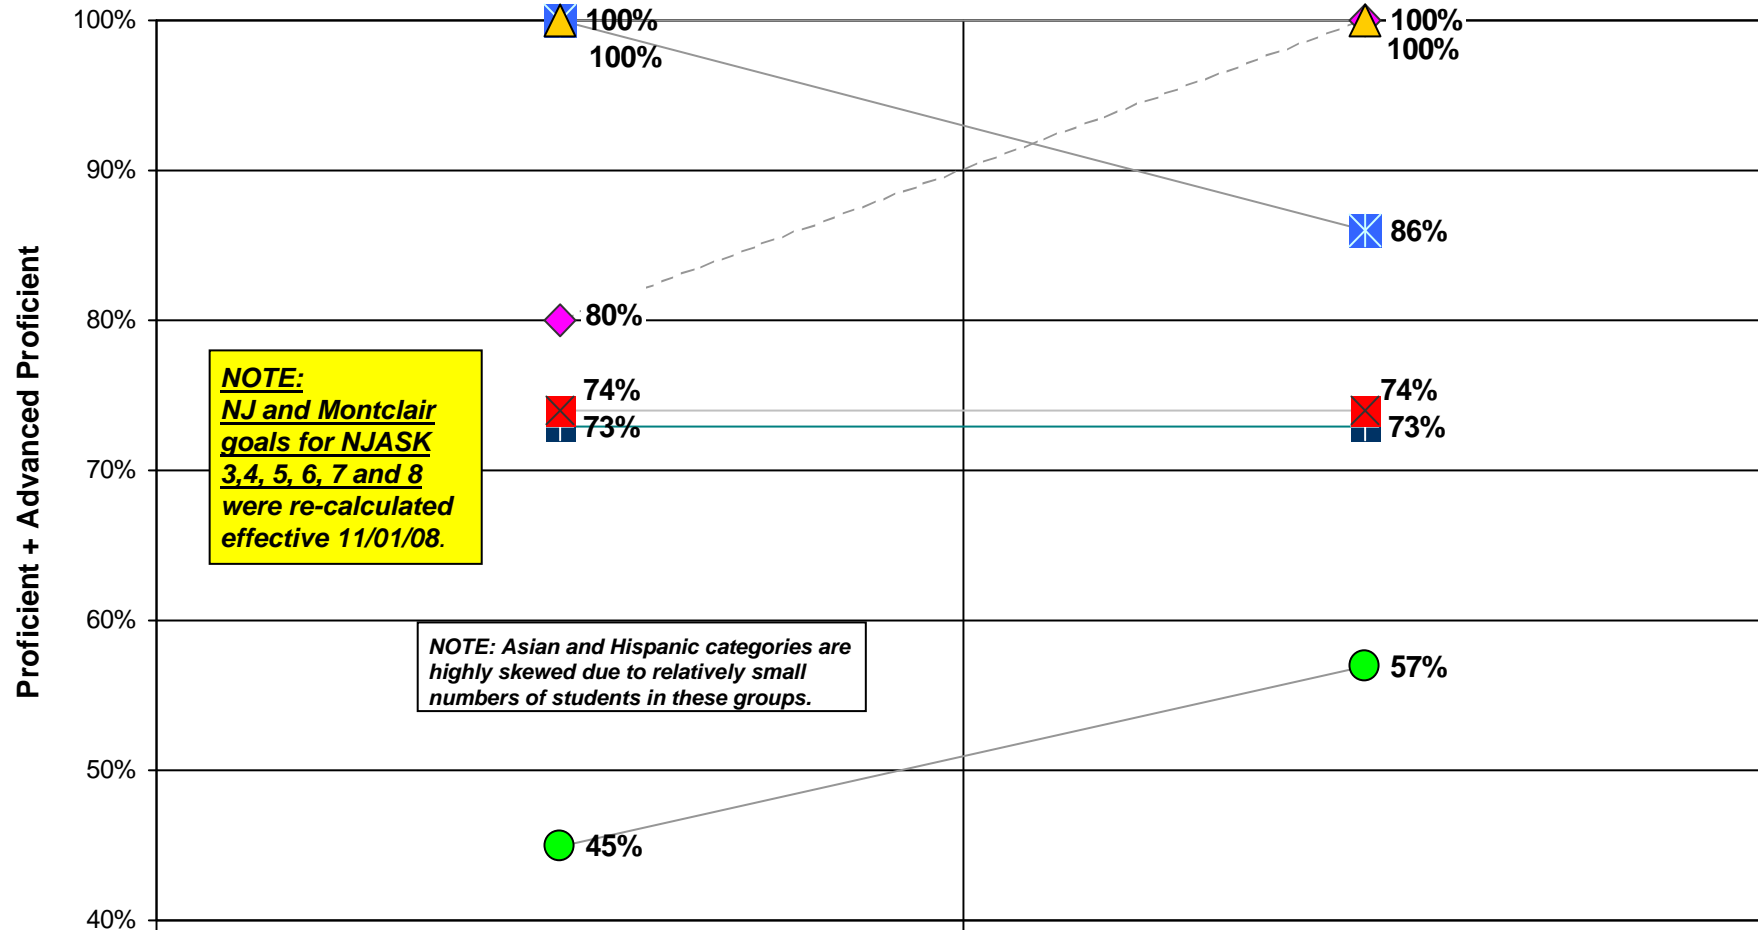 Proficient + Advanced Proficient
100%
90%
80%
70%
60%
50%
40%
100%
100%
100%
100%
86%
80%
74%
73%
74%
73%
57%
45%
NOTE:
NJ and Montclair
goals for NJASK
3,4, 5, 6, 7 and 8
were re-calculated
effective 11/01/08.
NOTE: Asian and Hispanic categories are
highly skewed due to relatively small
numbers of students in these groups.